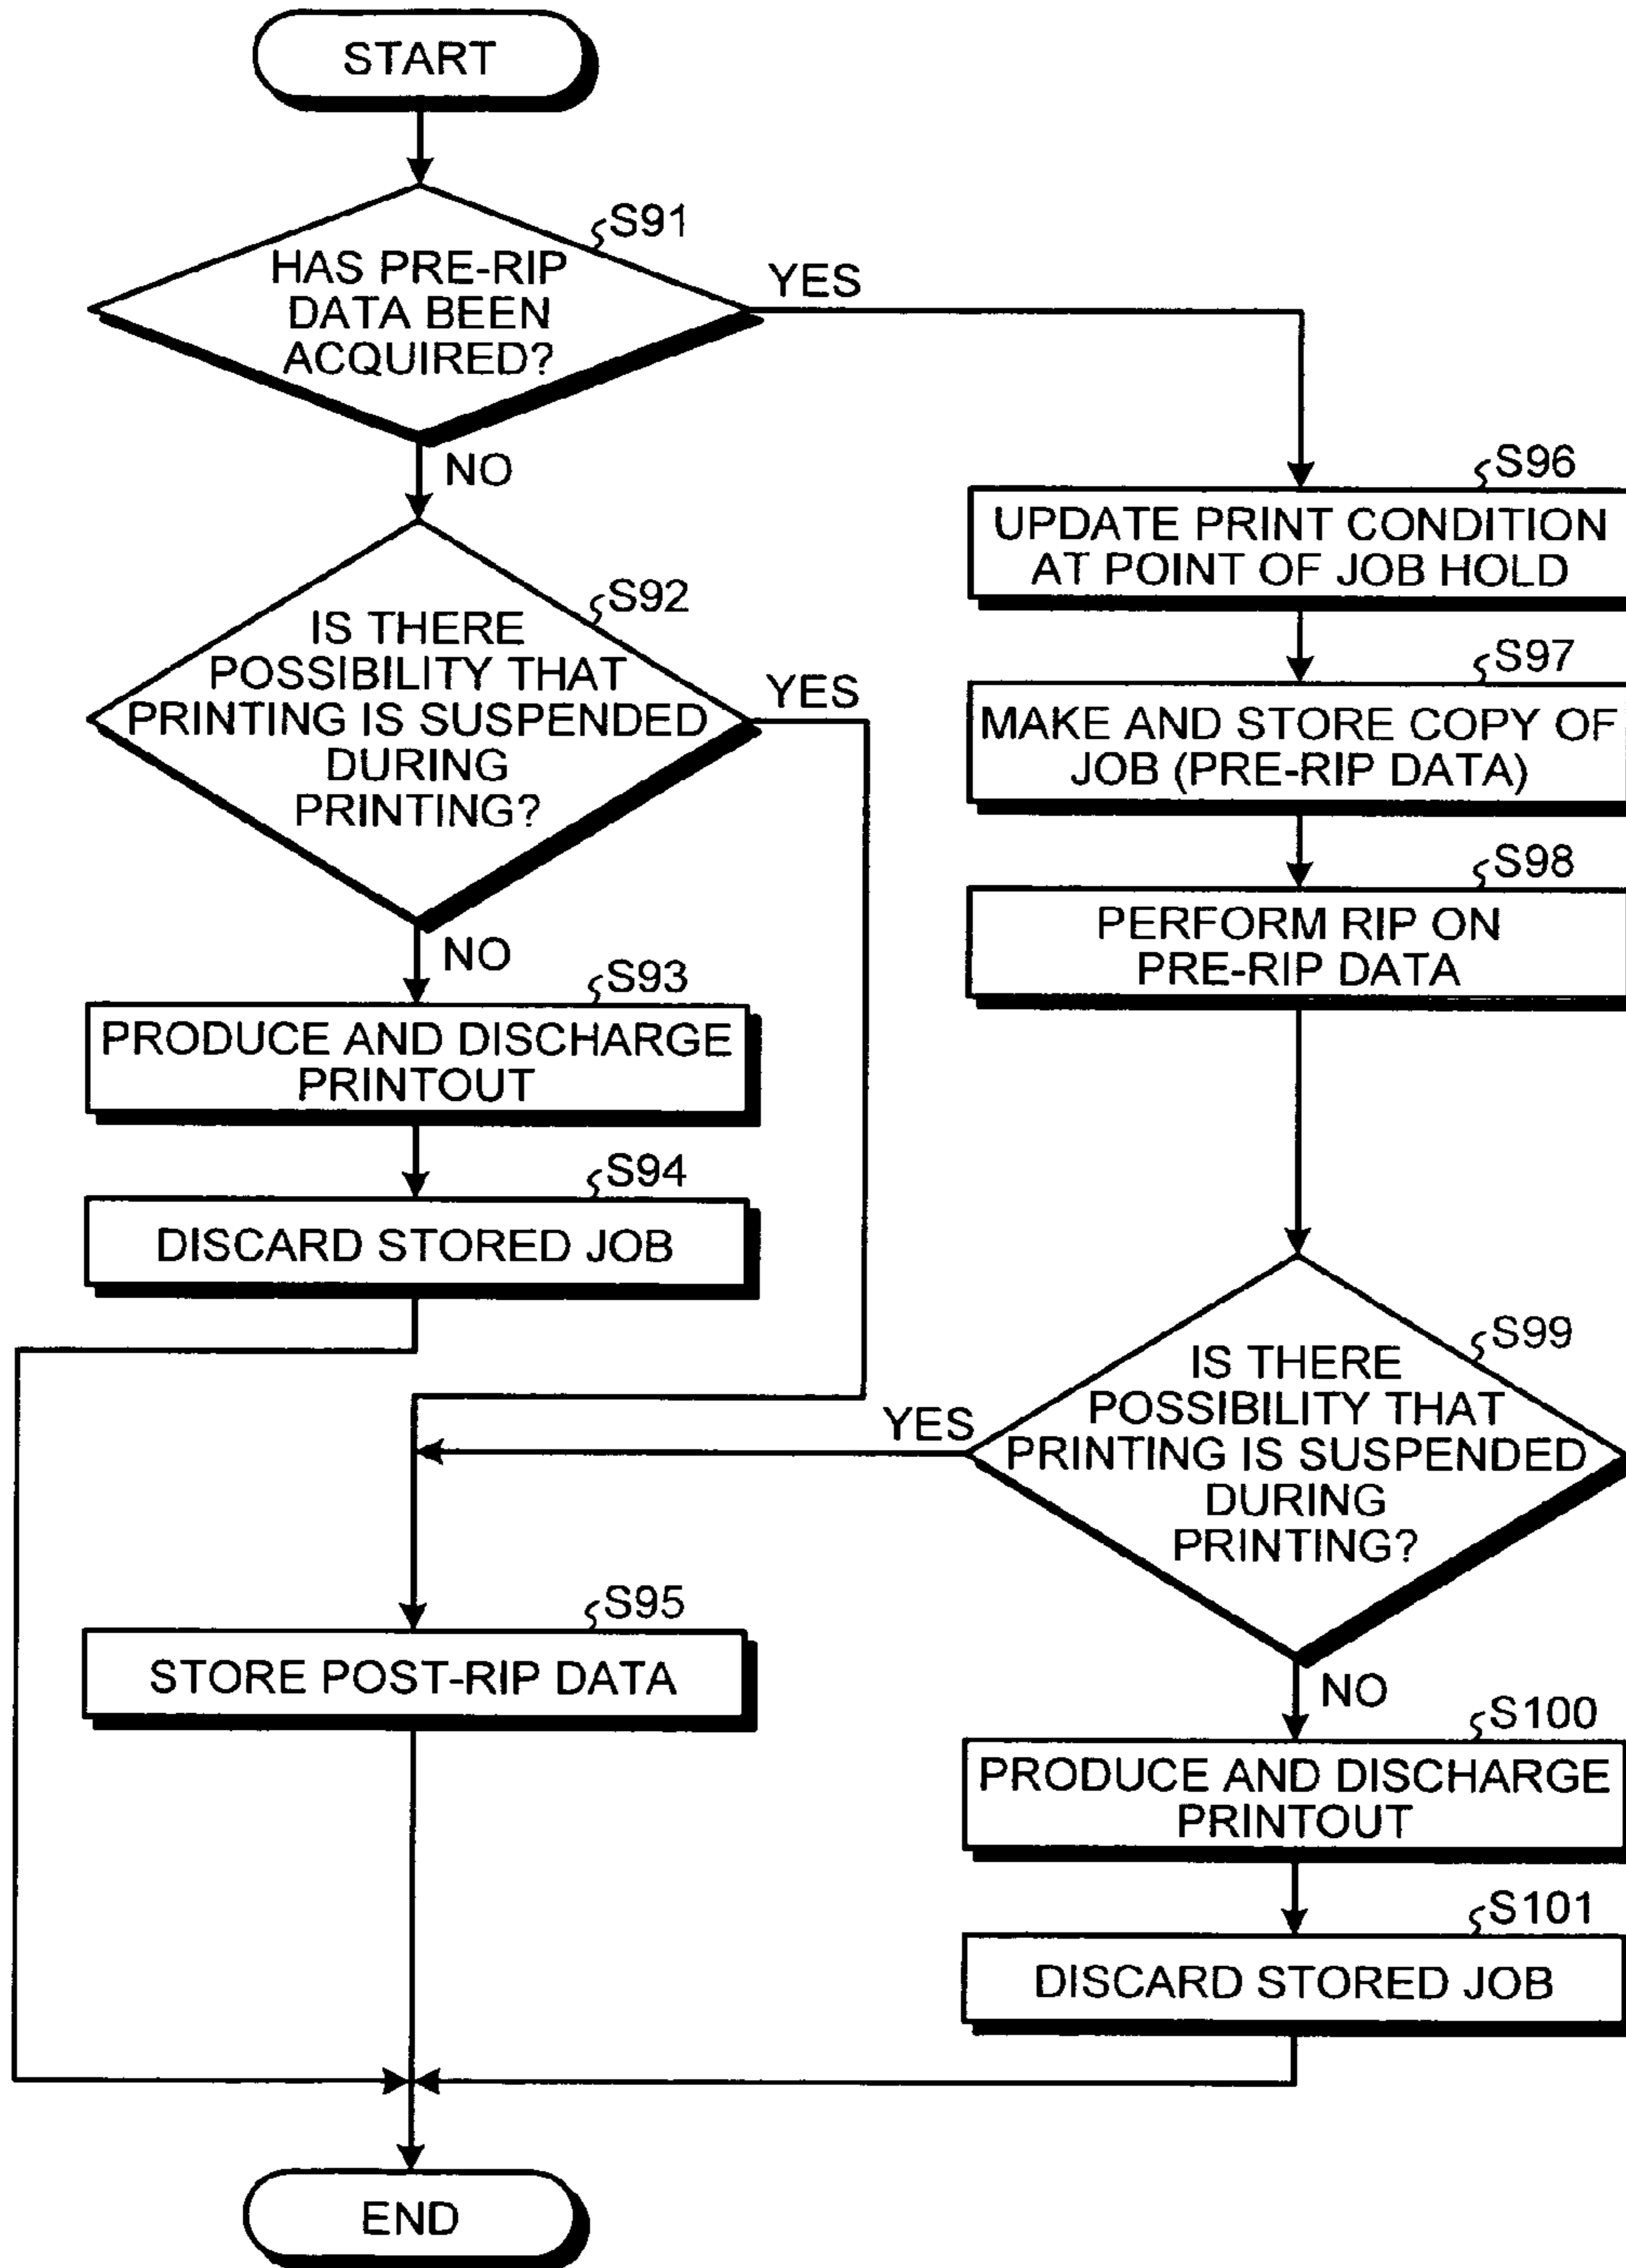 START
S91
HAS PRE-RIP
DATA BEEN
ACQUIRED?
YES
NO
S92
IS THERE
POSSIBILITY THAT
PRINTING IS SUSPENDED
DURING
PRINTING?
YES
NO
S93
PRODUCE AND DISCHARGE
PRINTOUT
S94
DISCARD STORED JOB
S95
STORE POST-RIP DATA
S96
UPDATE PRINT CONDITION
AT POINT OF JOB HOLD
S97
MAKE AND STORE COPY OF
JOB (PRE-RIP DATA)
S98
PERFORM RIP ON
PRE-RIP DATA
S99
IS THERE
POSSIBILITY THAT
PRINTING IS SUSPENDED
DURING
PRINTING?
YES
NO
S100
PRODUCE AND DISCHARGE
PRINTOUT
S101
DISCARD STORED JOB
END